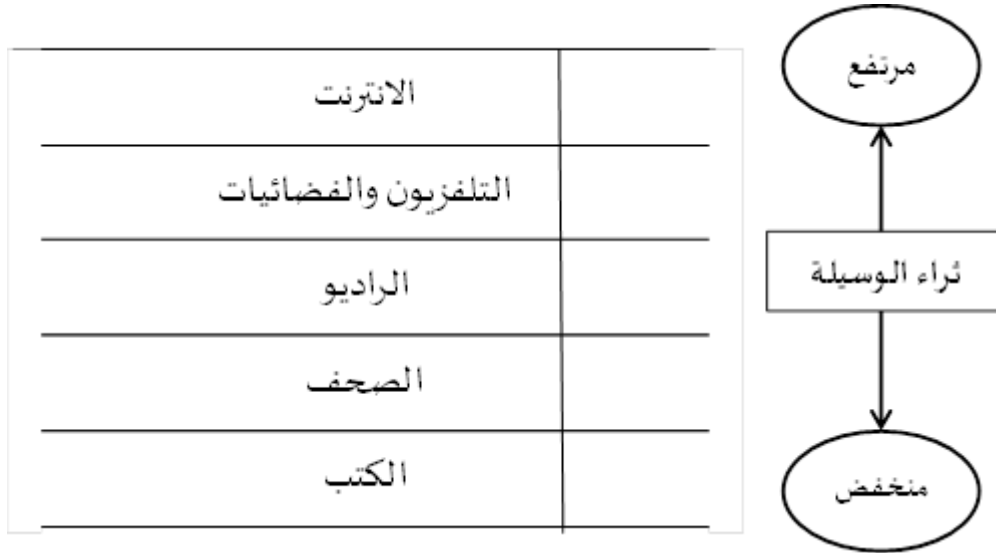 مرتفع
الانترنت
التلفزيون والفضائيات
ثراء الوسيلة
الراديو
الصحف
الكتب
منخفض